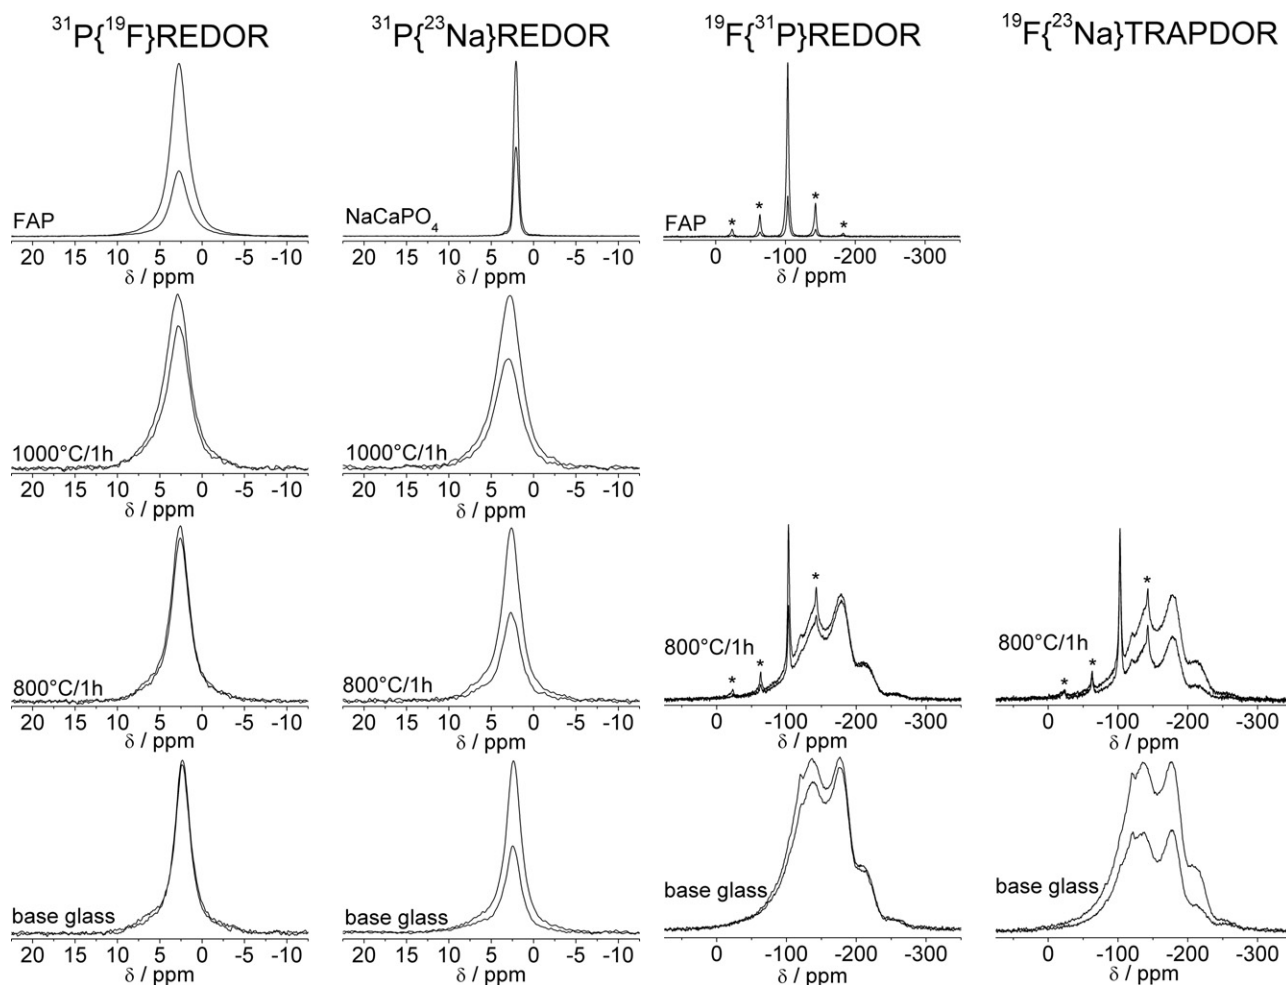 ³¹P{¹⁹F}REDOR
³¹P{²³Na}REDOR
¹⁹F{³¹P}REDOR
¹⁹F{²³Na}TRAPDOR
FAP
20 15 10 5 0 -5 -10
δ / ppm
NaCaPO₄
20 15 10 5 0 -5 -10
δ / ppm
* * * *
FAP
0 -100 -200 -300
δ / ppm
1000°C/1h
20 15 10 5 0 -5 -10
δ / ppm
1000°C/1h
20 15 10 5 0 -5 -10
δ / ppm
800°C/1h
20 15 10 5 0 -5 -10
δ / ppm
800°C/1h
20 15 10 5 0 -5 -10
δ / ppm
800°C/1h
* * *
0 -100 -200 -300
δ / ppm
800°C/1h
* * *
0 -100 -200 -300
δ / ppm
base glass
20 15 10 5 0 -5 -10
δ / ppm
base glass
20 15 10 5 0 -5 -10
δ / ppm
base glass
0 -100 -200 -300
δ / ppm
base glass
0 -100 -200 -300
δ / ppm